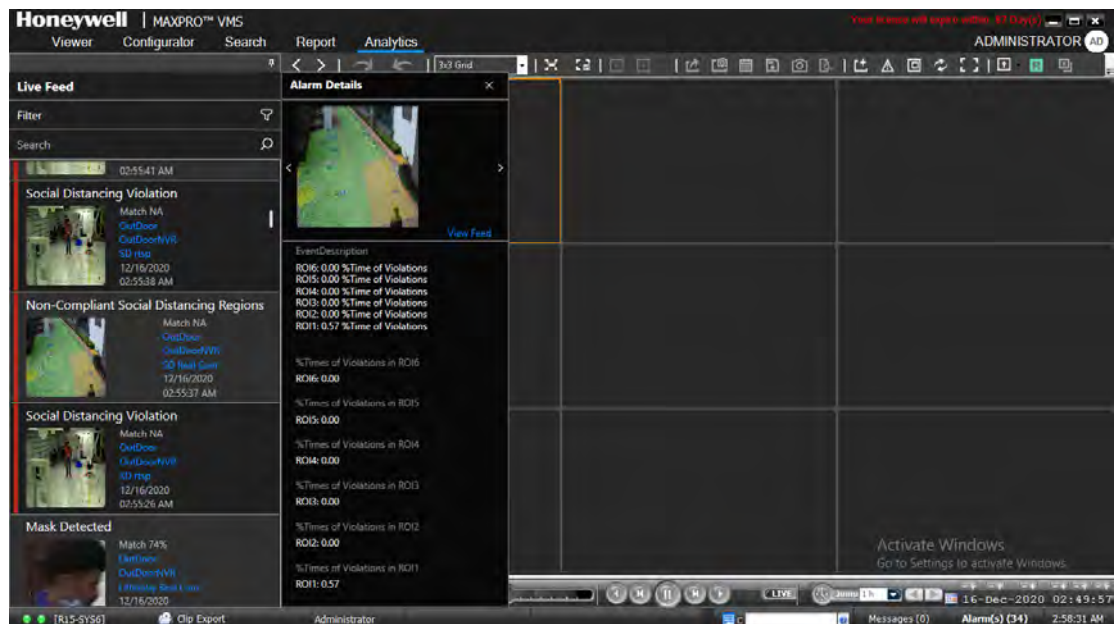 Honeywell | MAXPRO™ VMS
Viewer Configurator Search Report Analytics
ADMINISTRATOR AD
3x3 Grid
Live Feed
Filter
Search
02:55:41 AM
Social Distancing Violation
Match NA
OutDoor
OutDoorNVR
SD rtsp
12/16/2020
02:55:38 AM
Non-Compliant Social Distancing Regions
Match NA
OutDoor
OutDoorNVR
12/16/2020
02:55:37 AM
Social Distancing Violation
Match NA
OutDoor
OutDoorNVR
SD rtsp
12/16/2020
02:55:26 AM
Mask Detected
Match 74%
OutDoor
OutDoorNVR
12/16/2020
Alarm Details
View Feed
EventDescription
ROI6: 0.00 %Time of Violations
ROI5: 0.00 %Time of Violations
ROI4: 0.00 %Time of Violations
ROI3: 0.00 %Time of Violations
ROI2: 0.00 %Time of Violations
ROI1: 0.57 %Time of Violations
%Times of Violations in ROI6
ROI6: 0.00
%Times of Violations in ROI5
ROI5: 0.00
%Times of Violations in ROI4
ROI4: 0.00
%Times of Violations in ROI3
ROI3: 0.00
%Times of Violations in ROI2
ROI2: 0.00
%Times of Violations in ROI1
ROI1: 0.57
Activate Windows
Go to Settings to activate Windows.
LIVE
Jump 1 h
16-Dec-2020 02:49:57
[R15-SYS6] Clip Export Administrator
C
Messages (0) Alarm(s) (34) 2:58:31 AM